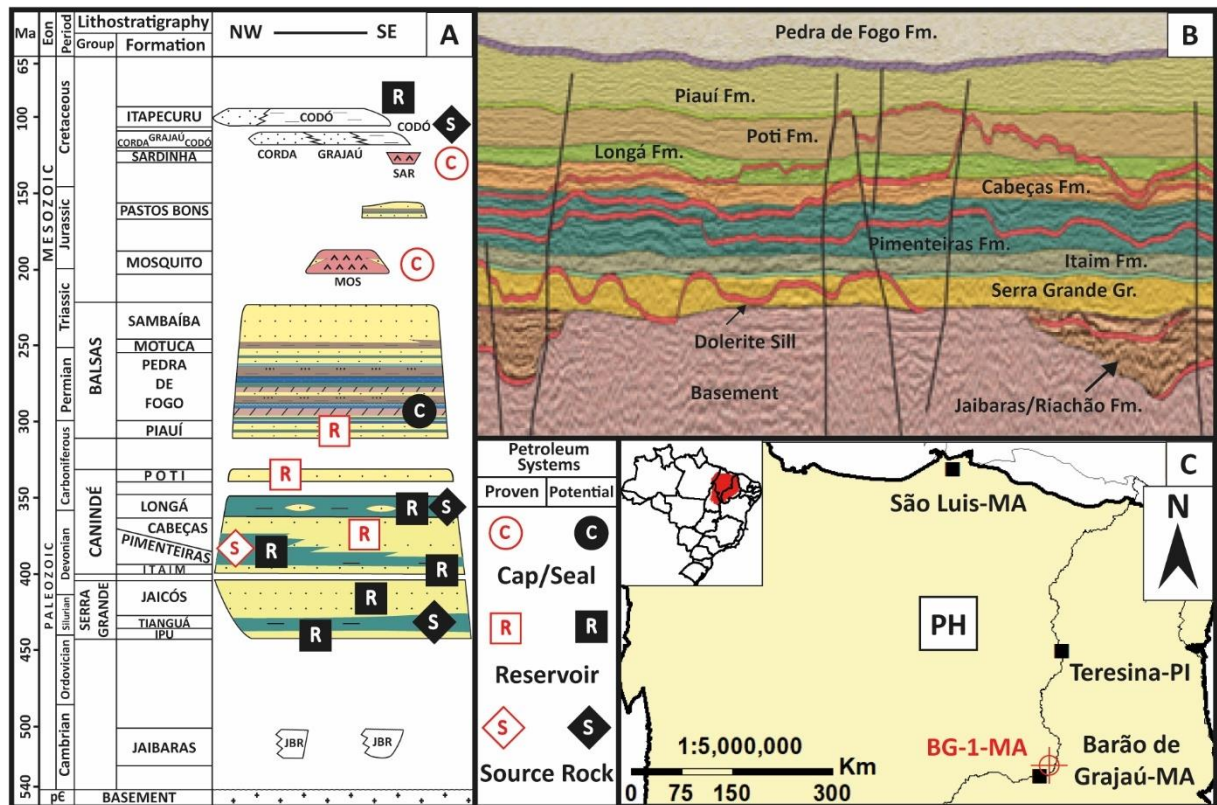 Lithostratigraphy
Ma
Eon
Period
Group
Formation
NW
SE
A
65
100
150
200
250
300
350
400
450
500
540
MESOZOIC
PALEOZOIC
pЄ
Cretaceous
Jurassic
Triassic
Permian
Carboniferous
Devonian
Silurian
Ordovician
Cambrian
BALSAS
CANINDÉ
SERRA GRANDE
ITAPECURU
CORDA GRAJAÚ CODÓ
SARDINHA
PASTOS BONS
MOSQUITO
SAMBAÍBA
MOTUCA
PEDRA
DE
FOGO
PIAUÍ
POTI
LONGÁ
CABEÇAS
PIMENTEIRAS
ITAIM
JAICÓS
TIANGUÁ
IPU
JAIBARAS
BASEMENT
R
CODÓ
CODÓ
S
CORDA
GRAJAÚ
SAR
C
C
MOS
C
R
R
R
S
R
S
R
R
R
S
R
JBR
JBR
B
Pedra de Fogo Fm.
Piauí Fm.
Poti Fm.
Longá Fm.
Cabeças Fm.
Pimenteiras Fm.
Itaim Fm.
Serra Grande Gr.
Dolerite Sill
Basement
Jaibaras/Riachão Fm.
Petroleum
Systems
Proven
Potential
C
C
Cap/Seal
R
R
Reservoir
S
S
Source Rock
C
São Luis-MA
N
PH
Teresina-PI
BG-1-MA
Barão de
Grajaú-MA
1:5,000,000
Km
0 75 150 300